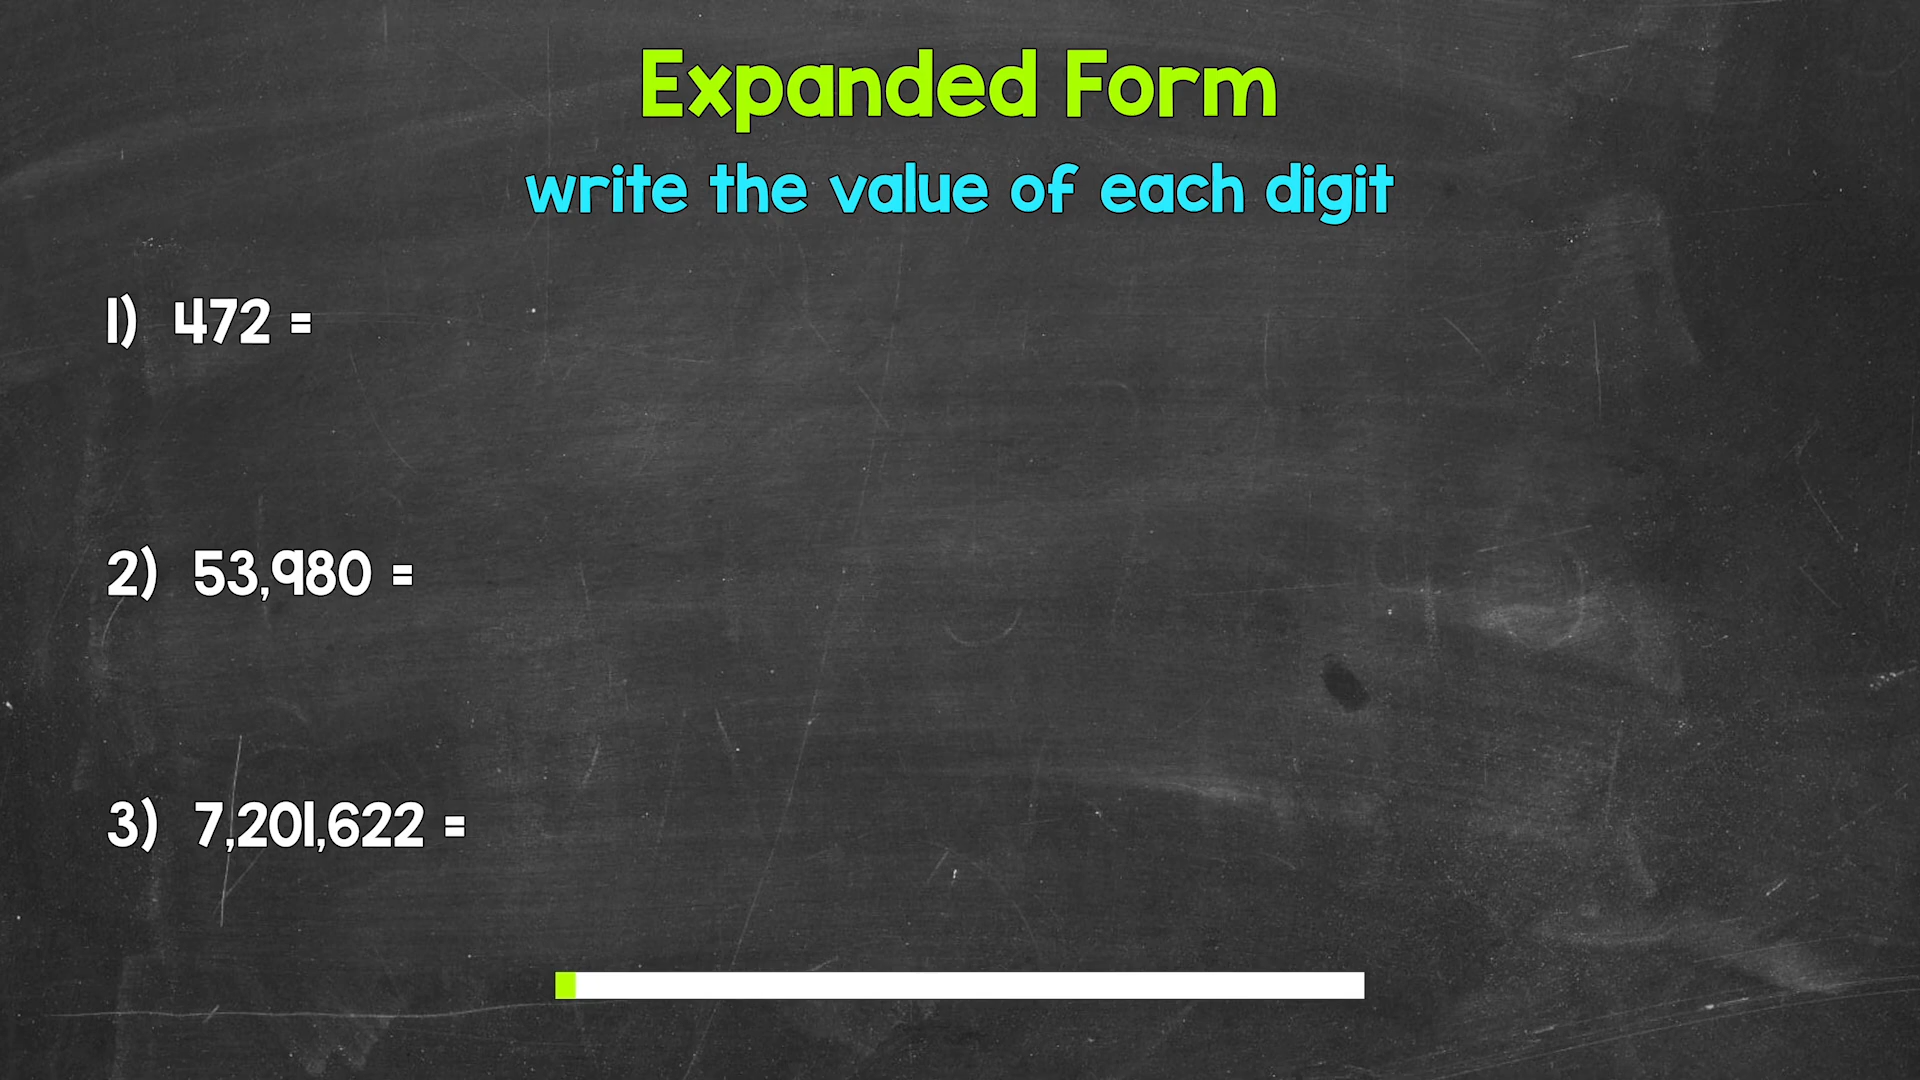 Expanded Form
write the value of each digit
1) 472 =
2) 53,980 =
3) 7,201,622 =